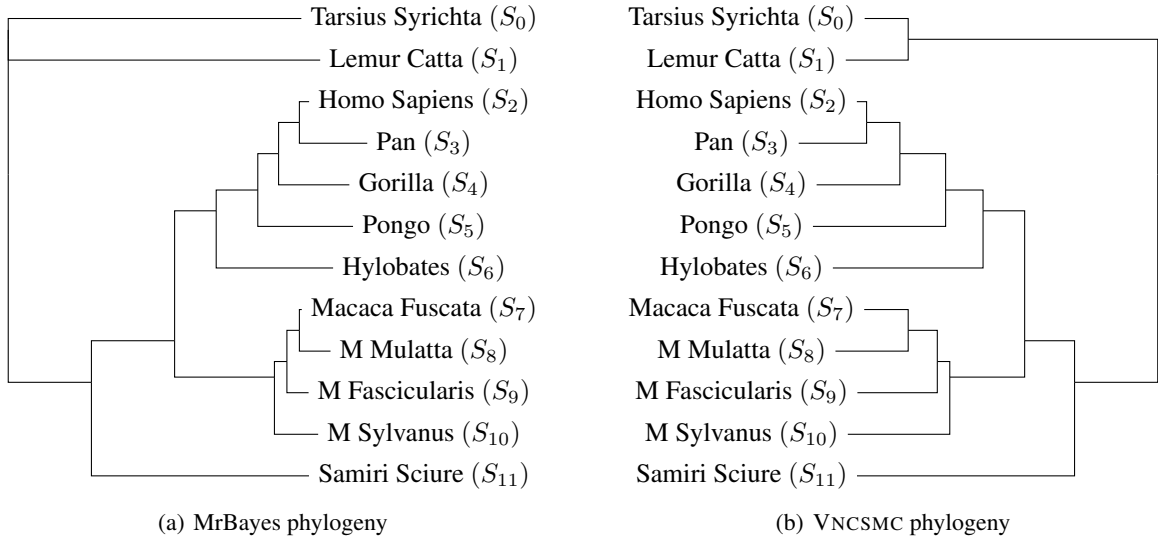 Tarsius Syrichta (S0)
Lemur Catta (S1)
Homo Sapiens (S2)
Pan (S3)
Gorilla (S4)
Pongo (S5)
Hylobates (S6)
Macaca Fuscata (S7)
M Mulatta (S8)
M Fascicularis (S9)
M Sylvanus (S10)
Samiri Sciure (S11)
(a) MrBayes phylogeny
Tarsius Syrichta (S0)
Lemur Catta (S1)
Homo Sapiens (S2)
Pan (S3)
Gorilla (S4)
Pongo (S5)
Hylobates (S6)
Macaca Fuscata (S7)
M Mulatta (S8)
M Fascicularis (S9)
M Sylvanus (S10)
Samiri Sciure (S11)
(b) VNCSMC phylogeny